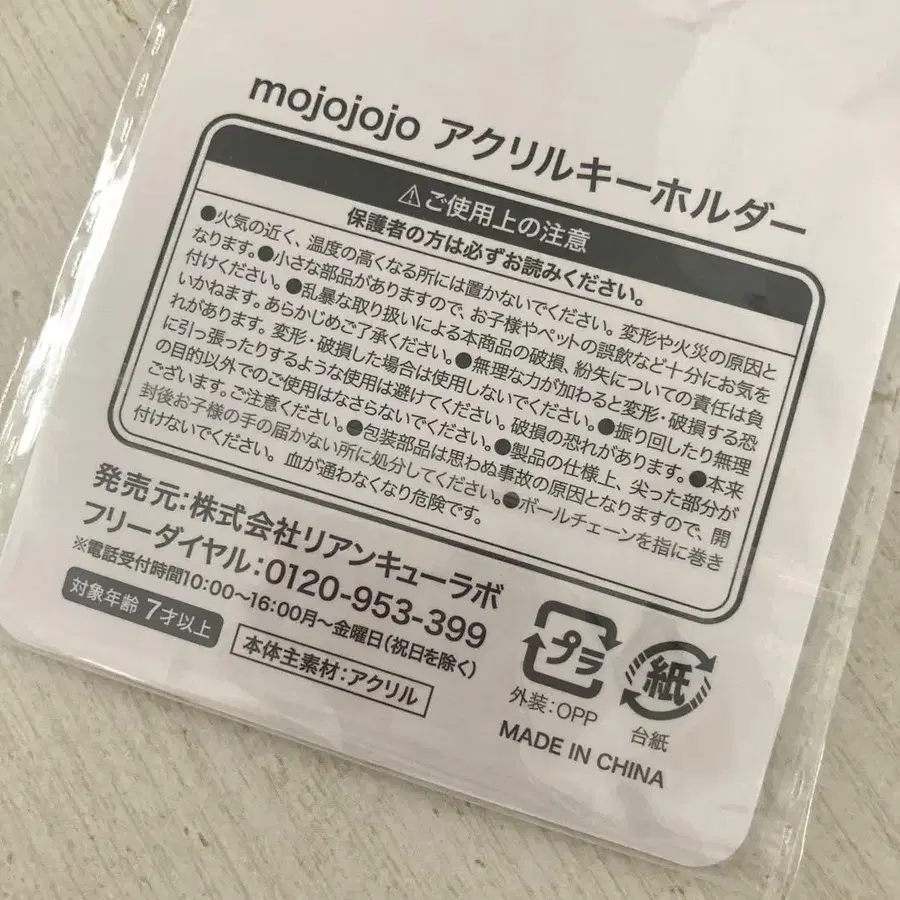 mojojojo アクリルキーホルダー
⚠ご使用上の注意
保護者の方は必ずお読みください。
●火気の近く、温度の高くなる所には置かないでください。変形や火災の原因と
なります。●小さな部品がありますので、お子様やペットの誤飲など十分にお気を
付けください。●乱暴な取り扱いによる本商品の破損、紛失についての責任は負
いかねます。あらかじめご了承ください。●無理な力が加わると変形・破損する恐
れがあります。変形・破損した場合は使用しないでください。●振り回したり無理
に引っ張ったりするような使用は避けてください。破損の恐れがあります。●本来
の目的以外でのご使用はなさらないでください。●製品の仕様上、尖った部分が
ございます。ご注意ください。●包装部品は思わぬ事故の原因となりますので、開
封後お子様の手の届かない所に処分してください。●ボールチェーンを指に巻き
付けないでください。血が通わなくなり危険です。
発売元:株式会社リアンキューラボ
フリーダイヤル:0120-953-399
※電話受付時間10:00〜16:00月〜金曜日(祝日を除く)
対象年齢 7才以上
本体主素材:アクリル
プラ
外装:OPP
紙
台紙
MADE IN CHINA